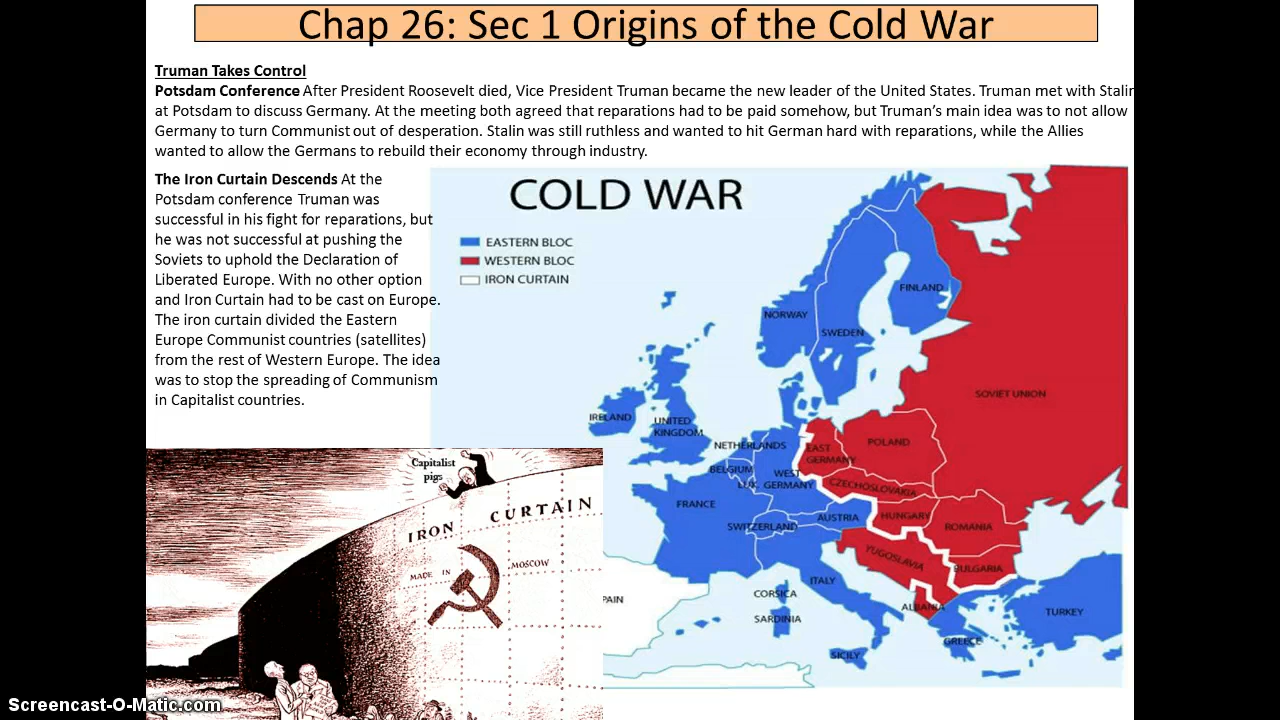 Chap 26: Sec 1 Origins of the Cold War
Truman Takes Control
Potsdam Conference After President Roosevelt died, Vice President Truman became the new leader of the United States. Truman met with Stalin
at Potsdam to discuss Germany. At the meeting both agreed that reparations had to be paid somehow, but Truman's main idea was to not allow
Germany to turn Communist out of desperation. Stalin was still ruthless and wanted to hit German hard with reparations, while the Allies
wanted to allow the Germans to rebuild their economy through industry.
The Iron Curtain Descends At the
Potsdam conference Truman was
successful in his fight for reparations, but
he was not successful at pushing the
Soviets to uphold the Declaration of
Liberated Europe. With no other option
and Iron Curtain had to be cast on Europe.
The iron curtain divided the Eastern
Europe Communist countries (satellites)
from the rest of Western Europe. The idea
was to stop the spreading of Communism
in Capitalist countries.
COLD WAR
EASTERN BLOC
WESTERN BLOC
IRON CURTAIN
FINLAND
NORWAY
SWEDEN
SOVIET UNION
IRELAND
UNITED
KINGDOM
NETHERLANDS
EAST
GERMANY
POLAND
BELGIUM
WEST
GERMANY
LUK.
CZECHOSLOVAKIA
FRANCE
SWITZERLAND
AUSTRIA
HUNGARY
ROMANIA
YUGOSLAVIA
BULGARIA
ITALY
CORSICA
SARDINIA
ALBANIA
TURKEY
GREECE
SICILY
PAIN
Capitalist
pigs
IRON CURTAIN
MADE IN MOSCOW
Screencast-O-Matic.com